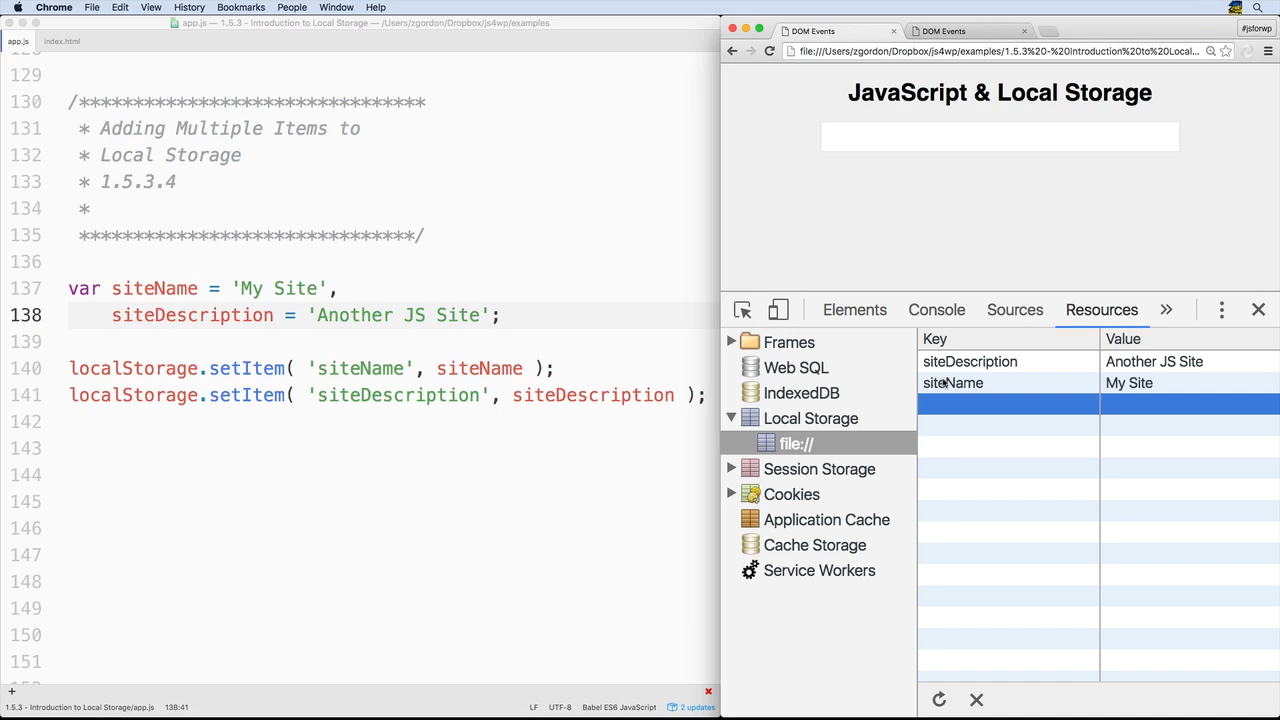 Chrome File Edit View History Bookmarks People Window Help
app.js — 1.5.3 - Introduction to Local Storage — /Users/zgordon/Dropbox/js4wp/examples
app.js index.html
129
130 /********************************
131 * Adding Multiple Items to
132 * Local Storage
133 * 1.5.3.4
134 *
135 *******************************/
136
137 var siteName = 'My Site',
138 siteDescription = 'Another JS Site';
139
140 localStorage.setItem( 'siteName', siteName );
141 localStorage.setItem( 'siteDescription', siteDescription );
142
143
144
145
146
147
148
149
150
151
+
1.5.3 - Introduction to Local Storage/app.js 138:41 LF UTF-8 Babel ES6 JavaScript 2 updates
DOM Events DOM Events #jsforwp
file:///Users/zgordon/Dropbox/js4wp/examples/1.5.3%20-%20Introduction%20to%20Local...
JavaScript & Local Storage
Elements Console Sources Resources »
Frames
Web SQL
IndexedDB
Local Storage
file://
Session Storage
Cookies
Application Cache
Cache Storage
Service Workers
Key Value
siteDescription Another JS Site
siteName My Site